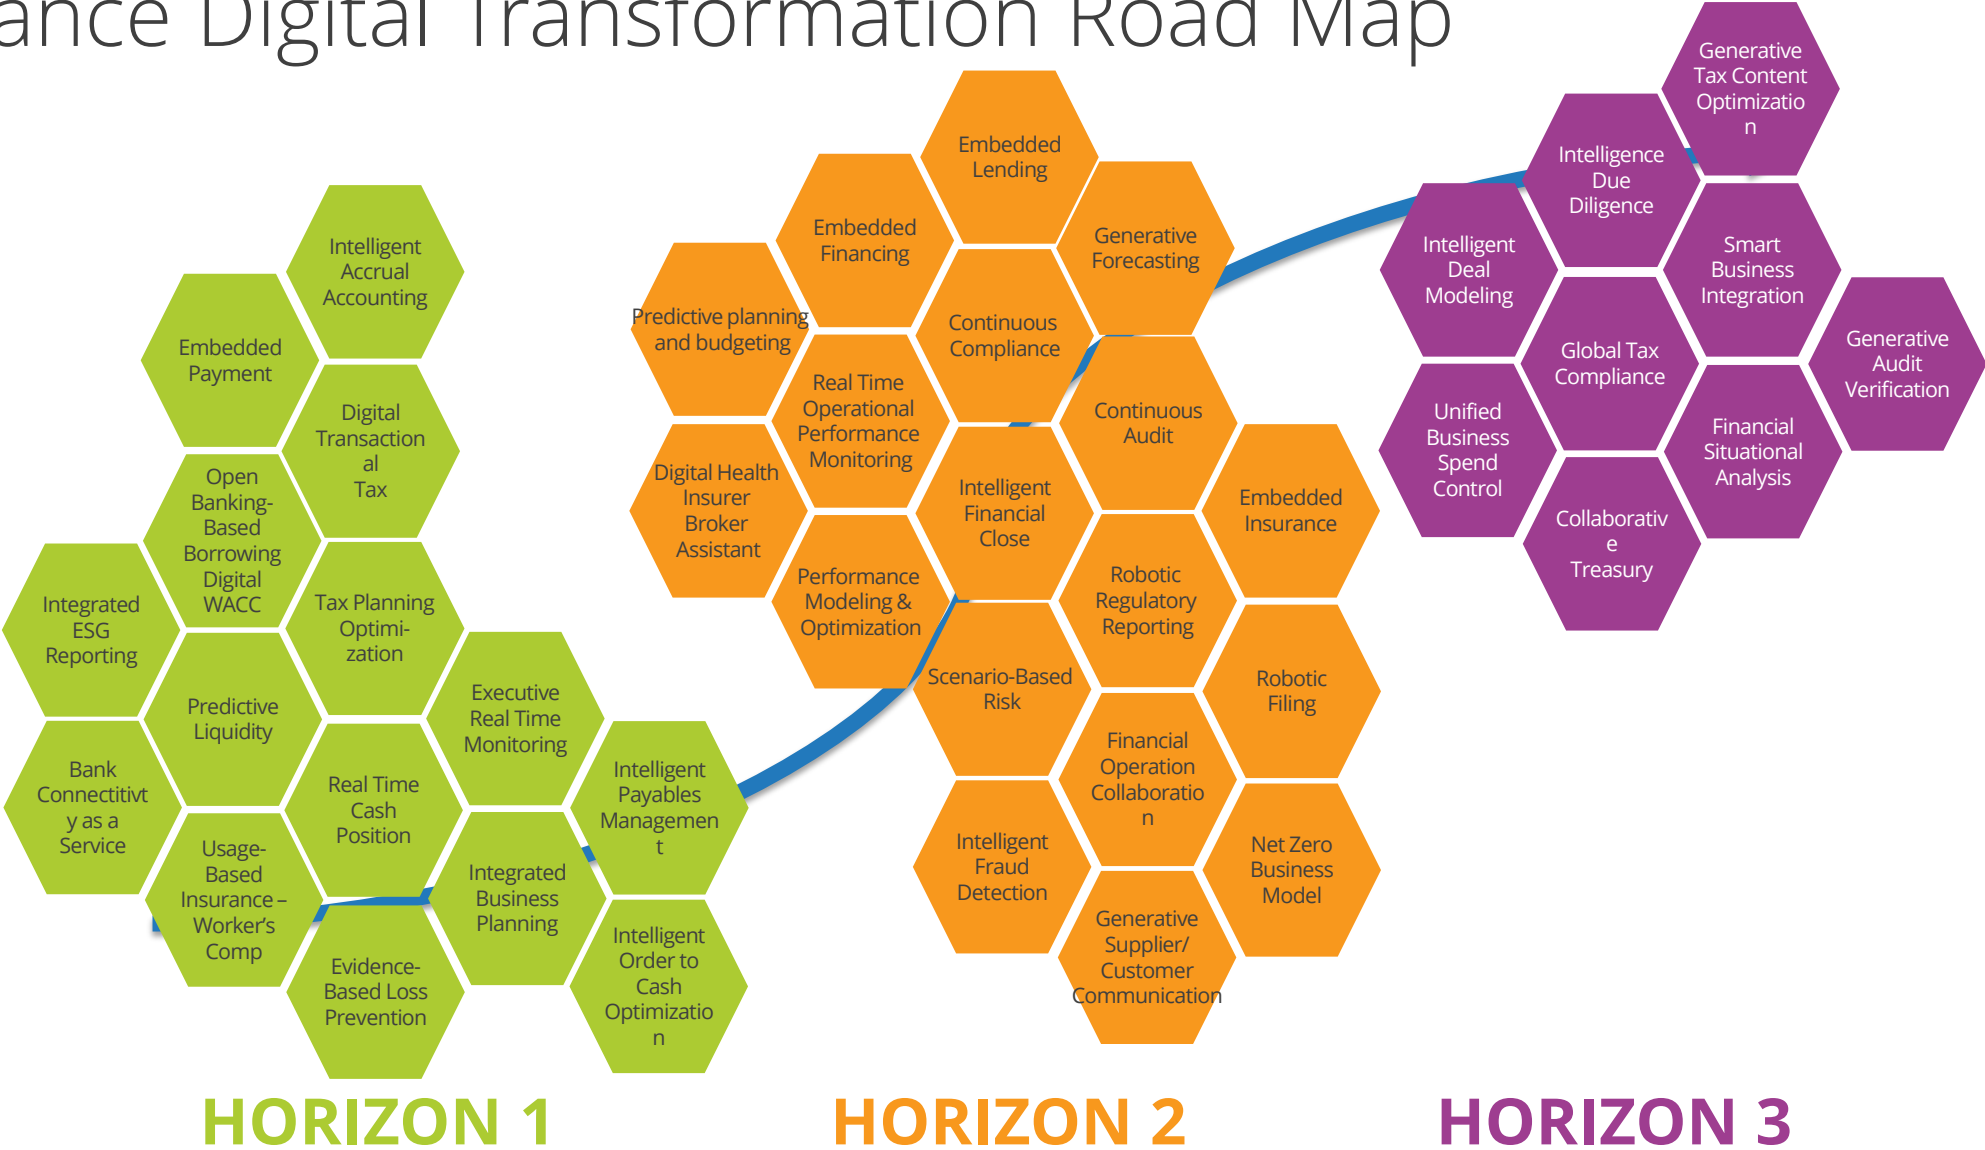 ance Digital Transformation Road Map
Intelligent
Accrual
Accounting
Embedded
Payment
Digital
Transaction
al
Tax
Open
Banking-
Based
Borrowing
Digital
WACC
Integrated
ESG
Reporting
Tax Planning
Optimi-
zation
Predictive
Liquidity
Executive
Real Time
Monitoring
Bank
Connectitivt
y as a
Service
Real Time
Cash
Position
Intelligent
Payables
Managemen
t
Usage-
Based
Insurance –
Worker's
Comp
Integrated
Business
Planning
Evidence-
Based Loss
Prevention
Intelligent
Order to
Cash
Optimizatio
n
HORIZON 1
Embedded
Lending
Embedded
Financing
Generative
Forecasting
Predictive planning
and budgeting
Continuous
Compliance
Real Time
Operational
Performance
Monitoring
Continuous
Audit
Digital Health
Insurer
Broker
Assistant
Intelligent
Financial
Close
Embedded
Insurance
Performance
Modeling &
Optimization
Robotic
Regulatory
Reporting
Scenario-Based
Risk
Robotic
Filing
Financial
Operation
Collaboratio
n
Intelligent
Fraud
Detection
Net Zero
Business
Model
Generative
Supplier/
Customer
Communication
HORIZON 2
Generative
Tax Content
Optimizatio
n
Intelligence
Due
Diligence
Intelligent
Deal
Modeling
Smart
Business
Integration
Global Tax
Compliance
Generative
Audit
Verification
Unified
Business
Spend
Control
Financial
Situational
Analysis
Collaborativ
e
Treasury
HORIZON 3